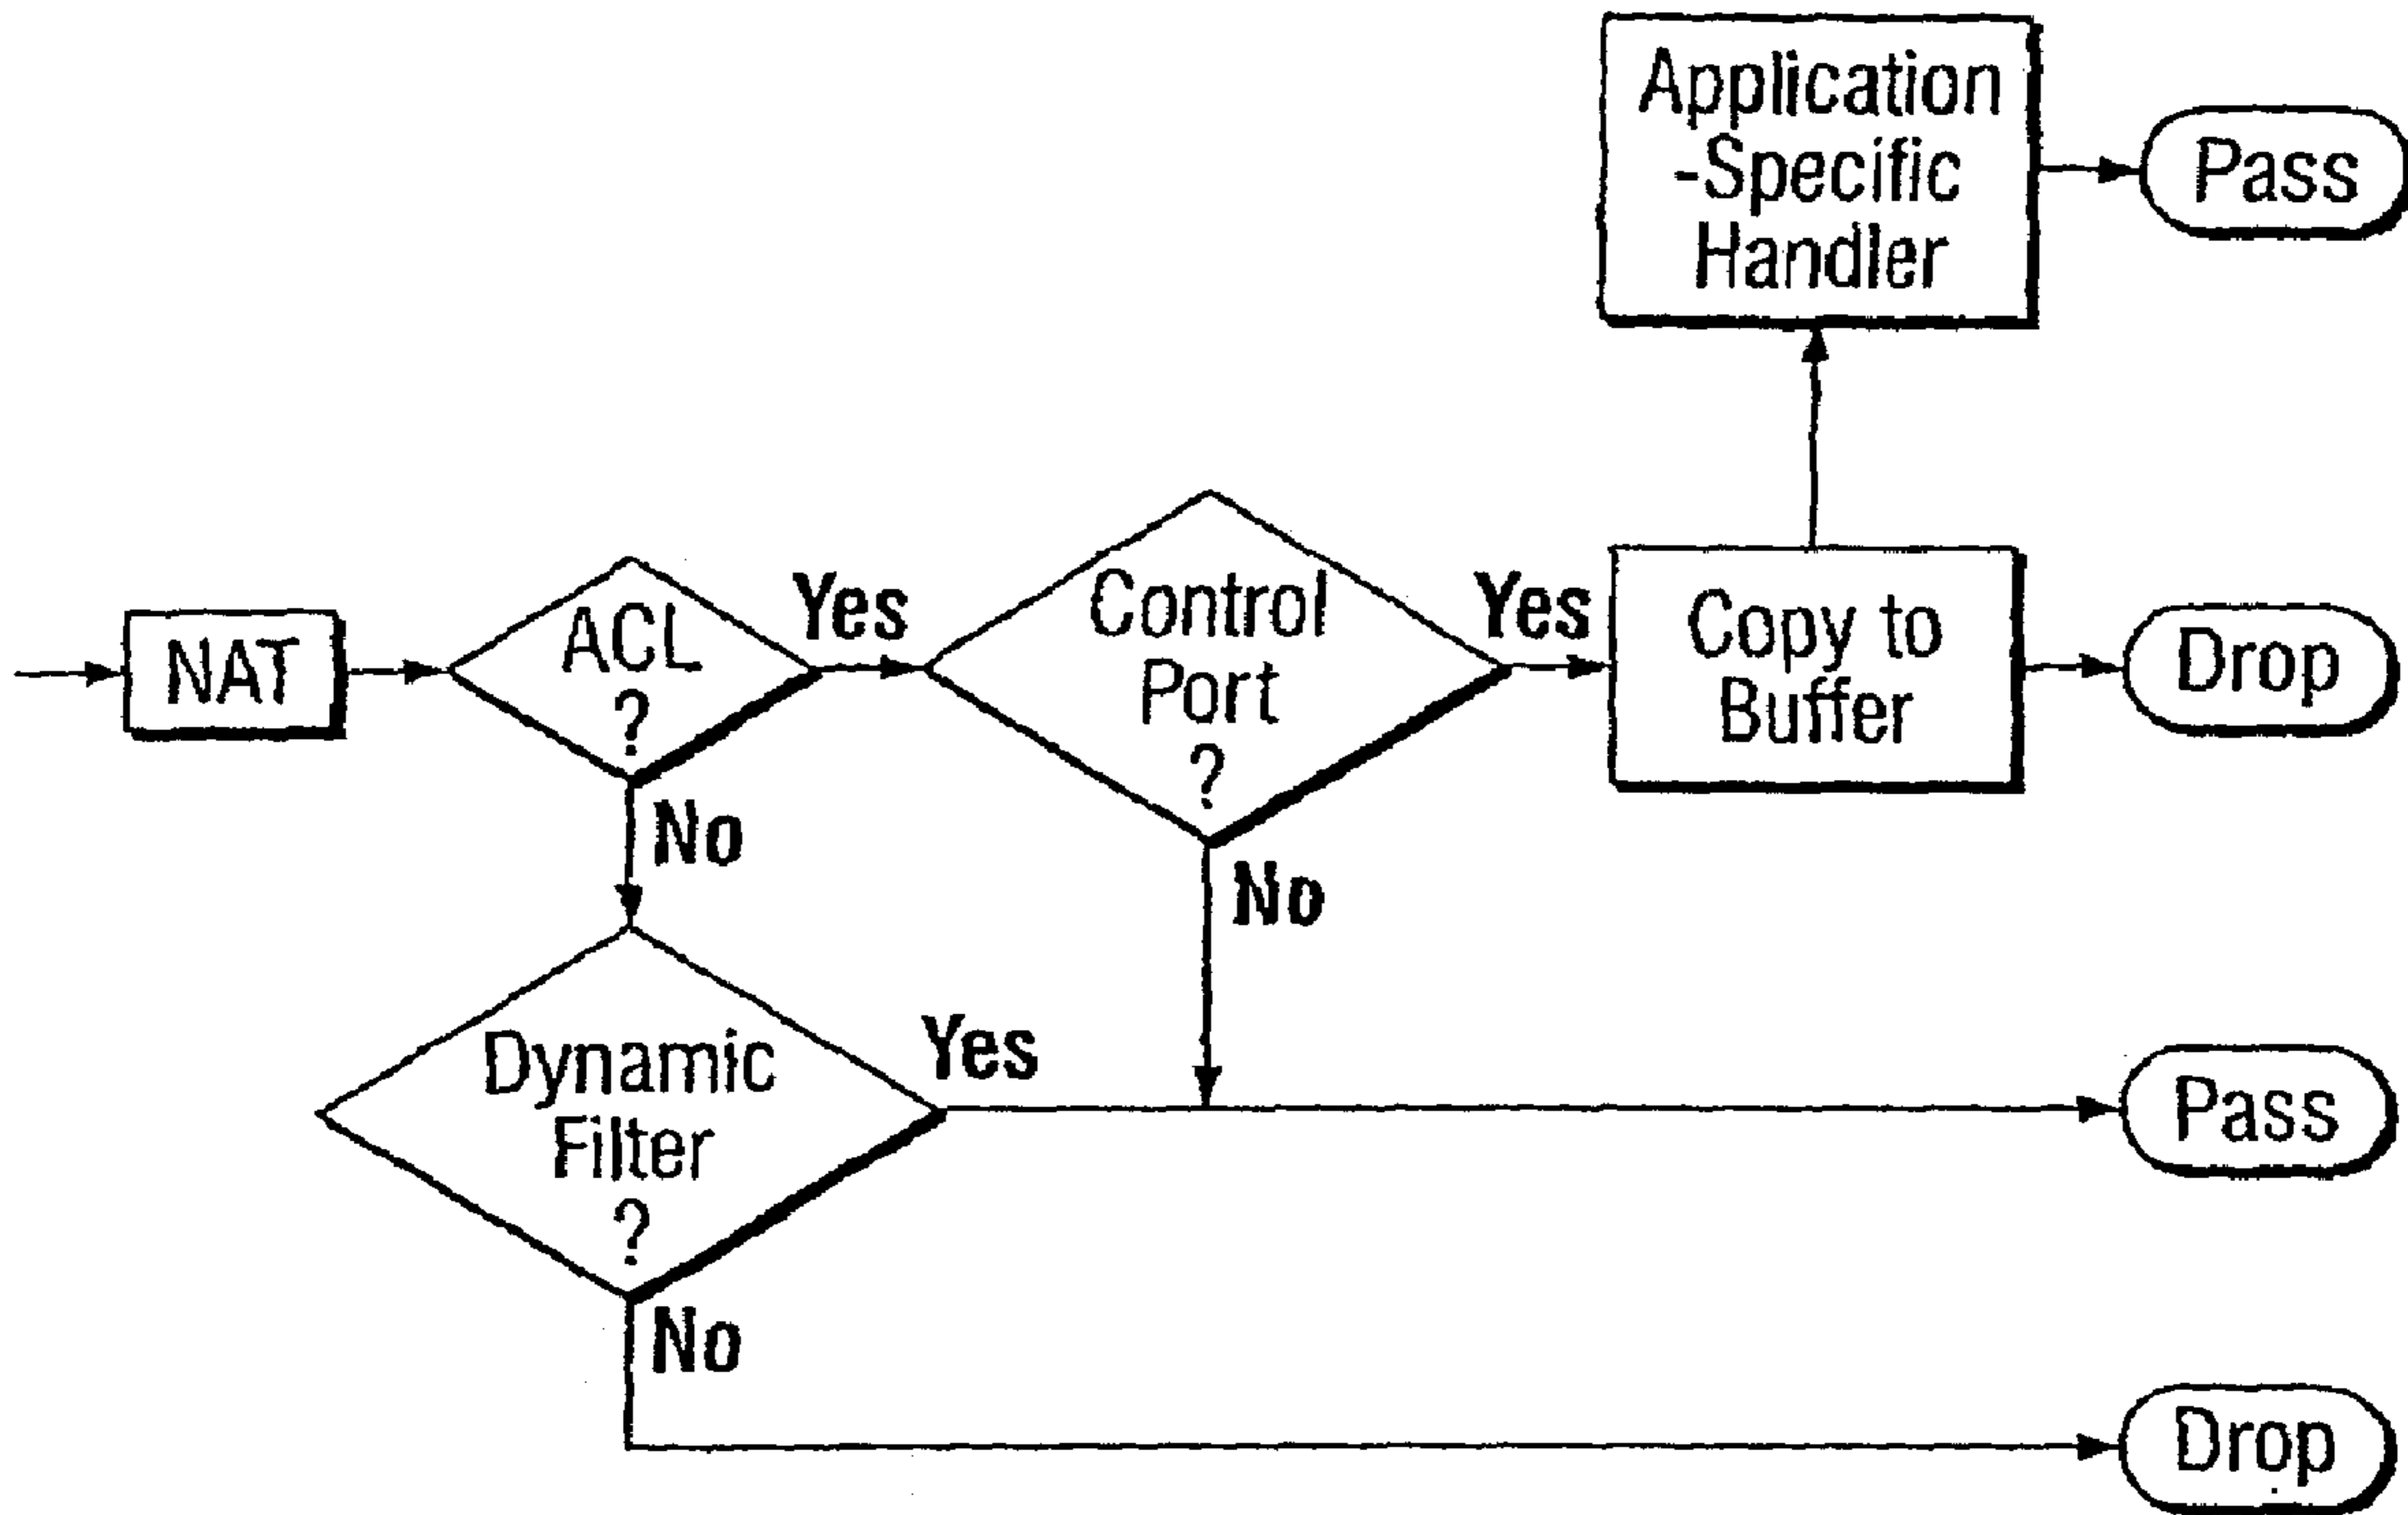 Application
-Specific
Handler
Pass
NAT
ACL
?
Yes
Control
Port
?
Yes
Copy to
Buffer
Drop
No
No
Dynamic
Filter
?
Yes
Pass
No
Drop